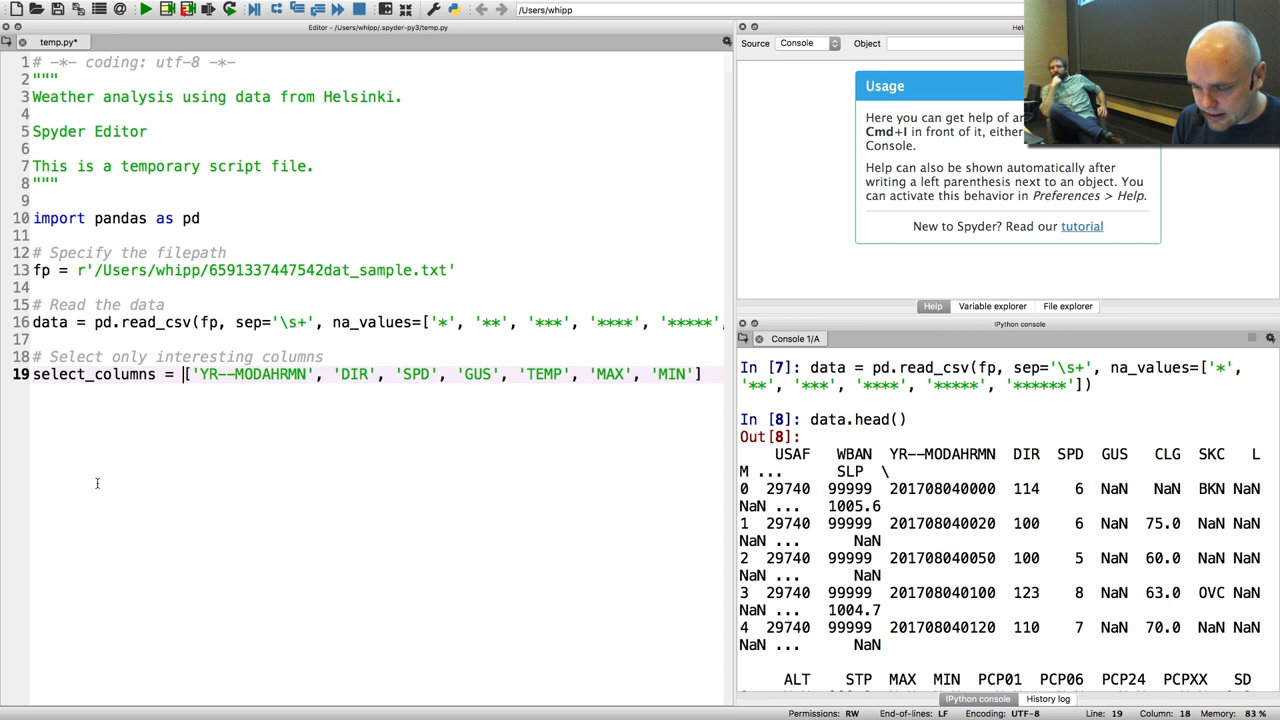 /Users/whipp
Editor - /Users/whipp/.spyder-py3/temp.py
temp.py*
1 # -*- coding: utf-8 -*-
2 """
3 Weather analysis using data from Helsinki.
4
5 Spyder Editor
6
7 This is a temporary script file.
8 """
9
10 import pandas as pd
11
12 # Specify the filepath
13 fp = r'/Users/whipp/6591337447542dat_sample.txt'
14
15 # Read the data
16 data = pd.read_csv(fp, sep='\s+', na_values=['*', '**', '***', '****', '*****',
17
18 # Select only interesting columns
19 select_columns = ['YR--MODAHRMN', 'DIR', 'SPD', 'GUS', 'TEMP', 'MAX', 'MIN']
Source Console Object
Usage
Here you can get help of an
Cmd+I in front of it, either
Console.
Help can also be shown automatically after
writing a left parenthesis next to an object. You
can activate this behavior in Preferences > Help.
New to Spyder? Read our tutorial
Help Variable explorer File explorer
IPython console
Console 1/A
In [7]: data = pd.read_csv(fp, sep='\s+', na_values=['*',
'**', '***', '****', '*****', '******'])
In [8]: data.head()
Out[8]:
USAF WBAN YR--MODAHRMN DIR SPD GUS CLG SKC L
M ... SLP \
0 29740 99999 201708040000 114 6 NaN NaN BKN NaN
NaN ... 1005.6
1 29740 99999 201708040020 100 6 NaN 75.0 NaN NaN
NaN ... NaN
2 29740 99999 201708040050 100 5 NaN 60.0 NaN NaN
NaN ... NaN
3 29740 99999 201708040100 123 8 NaN 63.0 OVC NaN
NaN ... 1004.7
4 29740 99999 201708040120 110 7 NaN 70.0 NaN NaN
NaN ... NaN
ALT STP MAX MIN PCP01 PCP06 PCP24 PCPXX SD
IPython console History log
Permissions: RW End-of-lines: LF Encoding: UTF-8 Line: 19 Column: 18 Memory: 83 %